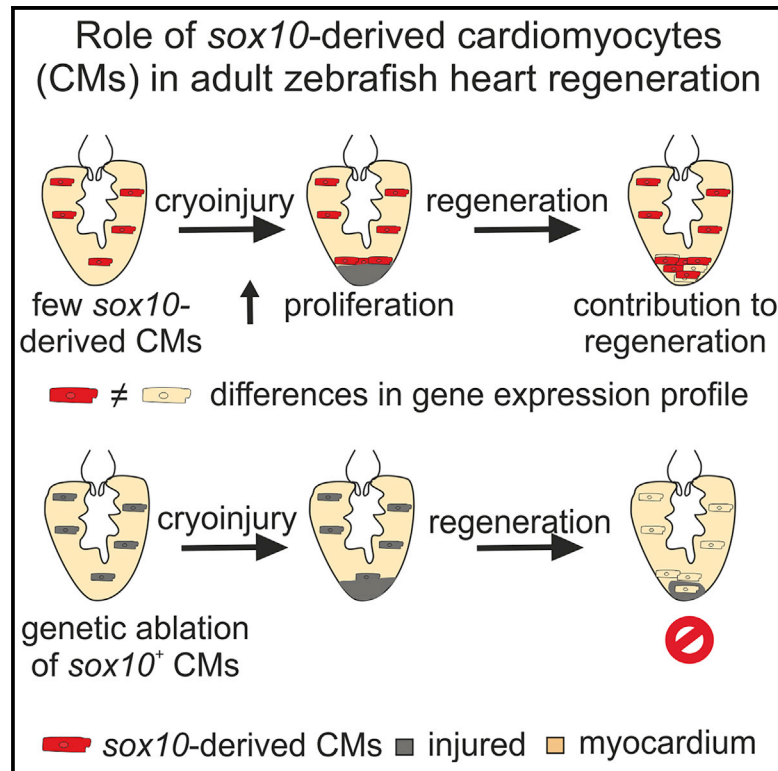 Role of sox10-derived cardiomyocytes
(CMs) in adult zebrafish heart regeneration
cryoinjury
regeneration
few sox10-
derived CMs
proliferation
contribution to
regeneration
≠ differences in gene expression profile
cryoinjury
regeneration
genetic ablation
of sox10+ CMs
sox10-derived CMs injured myocardium